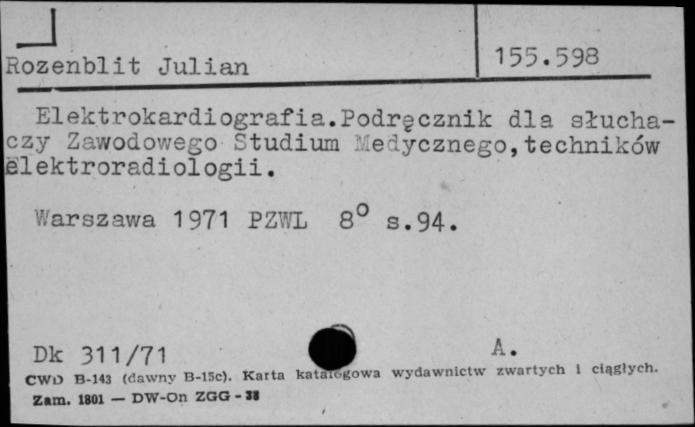 Rozenblit Julian 155.598
Elektrokardiografia.Podręcznik dla słucha-
czy Zawodowego Studium Medycznego,techników
elektroradiologii.
Warszawa 1971 PZWL 8° s.94.
Dk 311/71 A.
CWD B-143 (dawny B-15c). Karta katalogowa wydawnictw zwartych i ciągłych.
Zam. 1801 — DW-On ZGG - 38